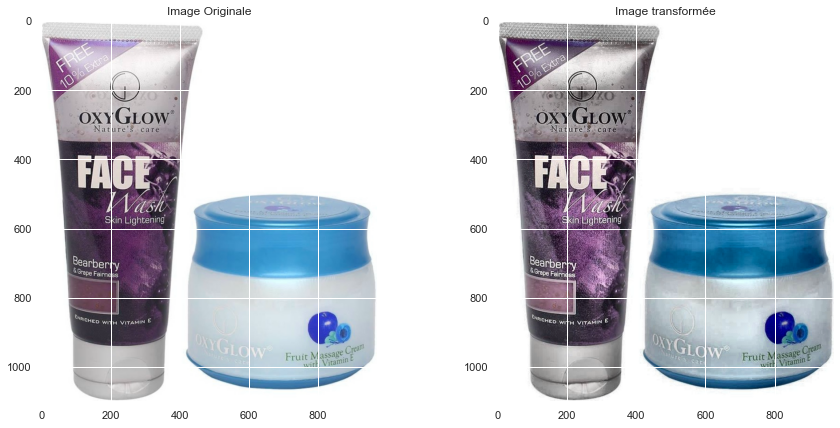 Image Originale
0
200
400
600
800
1000
0
200
400
600
800
FREE
10% Extra
OXYGLOW®
Nature's care
FACE
Wash
Skin Lightening
Bearberry
& Grape Fairness
ENRICHED WITH VITAMIN E
OXYGLOW®
Fruit Massage Cream
with Vitamin E
Image transformée
0
200
400
600
800
1000
0
200
400
600
800
FREE
10% Extra
OXYGLOW®
Nature's care
FACE
Wash
Skin Lightening
Bearberry
& Grape Fairness
ENRICHED WITH VITAMIN E
OXYGLOW®
Fruit Massage Cream
with Vitamin E